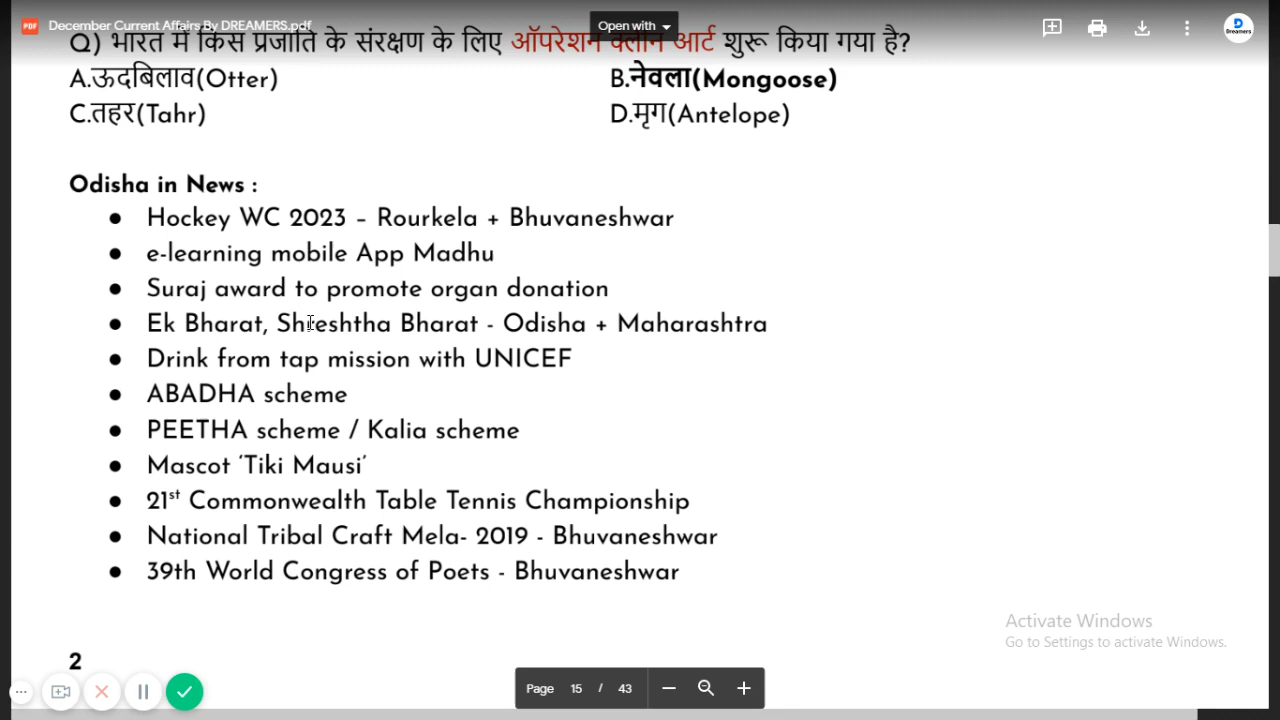 December Current Affairs By DREAMERS.pdf
Open with
Dreamers
Q) भारत में किस प्रजाति के संरक्षण के लिए ऑपरेशन क्लीन आर्ट शुरू किया गया है?
A.ऊदबिलाव(Otter) B.नेवला(Mongoose)
C.तहर(Tahr) D.मृग(Antelope)
Odisha in News :
● Hockey WC 2023 – Rourkela + Bhuvaneshwar
● e-learning mobile App Madhu
● Suraj award to promote organ donation
● Ek Bharat, Shreshtha Bharat - Odisha + Maharashtra
● Drink from tap mission with UNICEF
● ABADHA scheme
● PEETHA scheme / Kalia scheme
● Mascot ‘Tiki Mausi’
● 21st Commonwealth Table Tennis Championship
● National Tribal Craft Mela- 2019 - Bhuvaneshwar
● 39th World Congress of Poets - Bhuvaneshwar
Activate Windows
Go to Settings to activate Windows.
2
Page 15 / 43